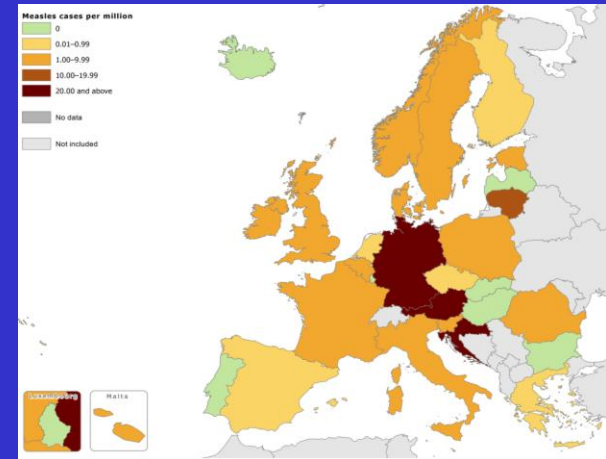 Measles cases per million
0
0.01–0.99
1.00–9.99
10.00–19.99
20.00 and above
No data
Not included
Luxembourg
Malta